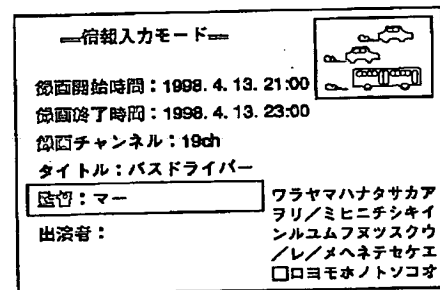 ==情報入力モード==
録画開始時間：1998. 4. 13. 21:00
録画終了時間：1998. 4. 13. 23:00
録画チャンネル：19ch
タイトル：バスドライバー
監督：マー
出演者：
ワラヤマハナタサカア
ヲリ/ミヒニチシキイ
ンルユムフヌツスクウ
/レ/メヘネテセケエ
□ロヨモホノトソコオ